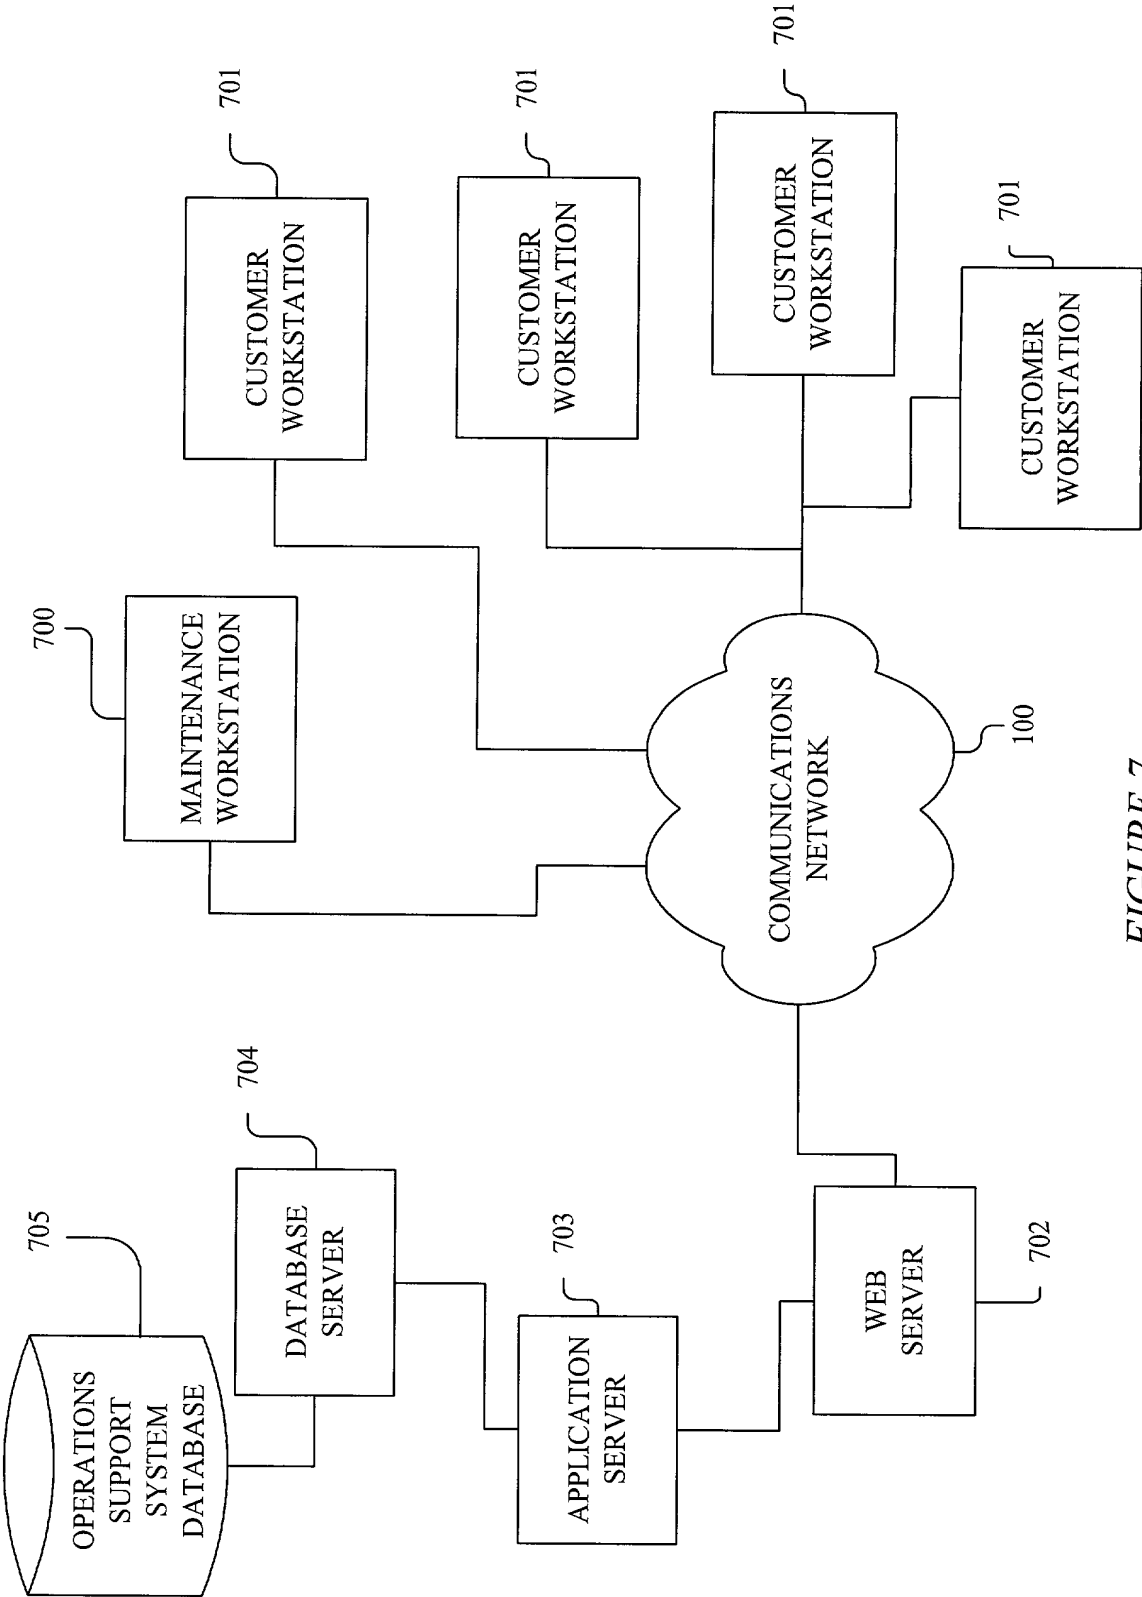 705
OPERATIONS
SUPPORT
SYSTEM
DATABASE
704
DATABASE
SERVER
703
APPLICATION
SERVER
WEB
SERVER
702
700
MAINTENANCE
WORKSTATION
COMMUNICATIONS
NETWORK
100
701
CUSTOMER
WORKSTATION
701
CUSTOMER
WORKSTATION
701
CUSTOMER
WORKSTATION
701
CUSTOMER
WORKSTATION
FIGURE 7